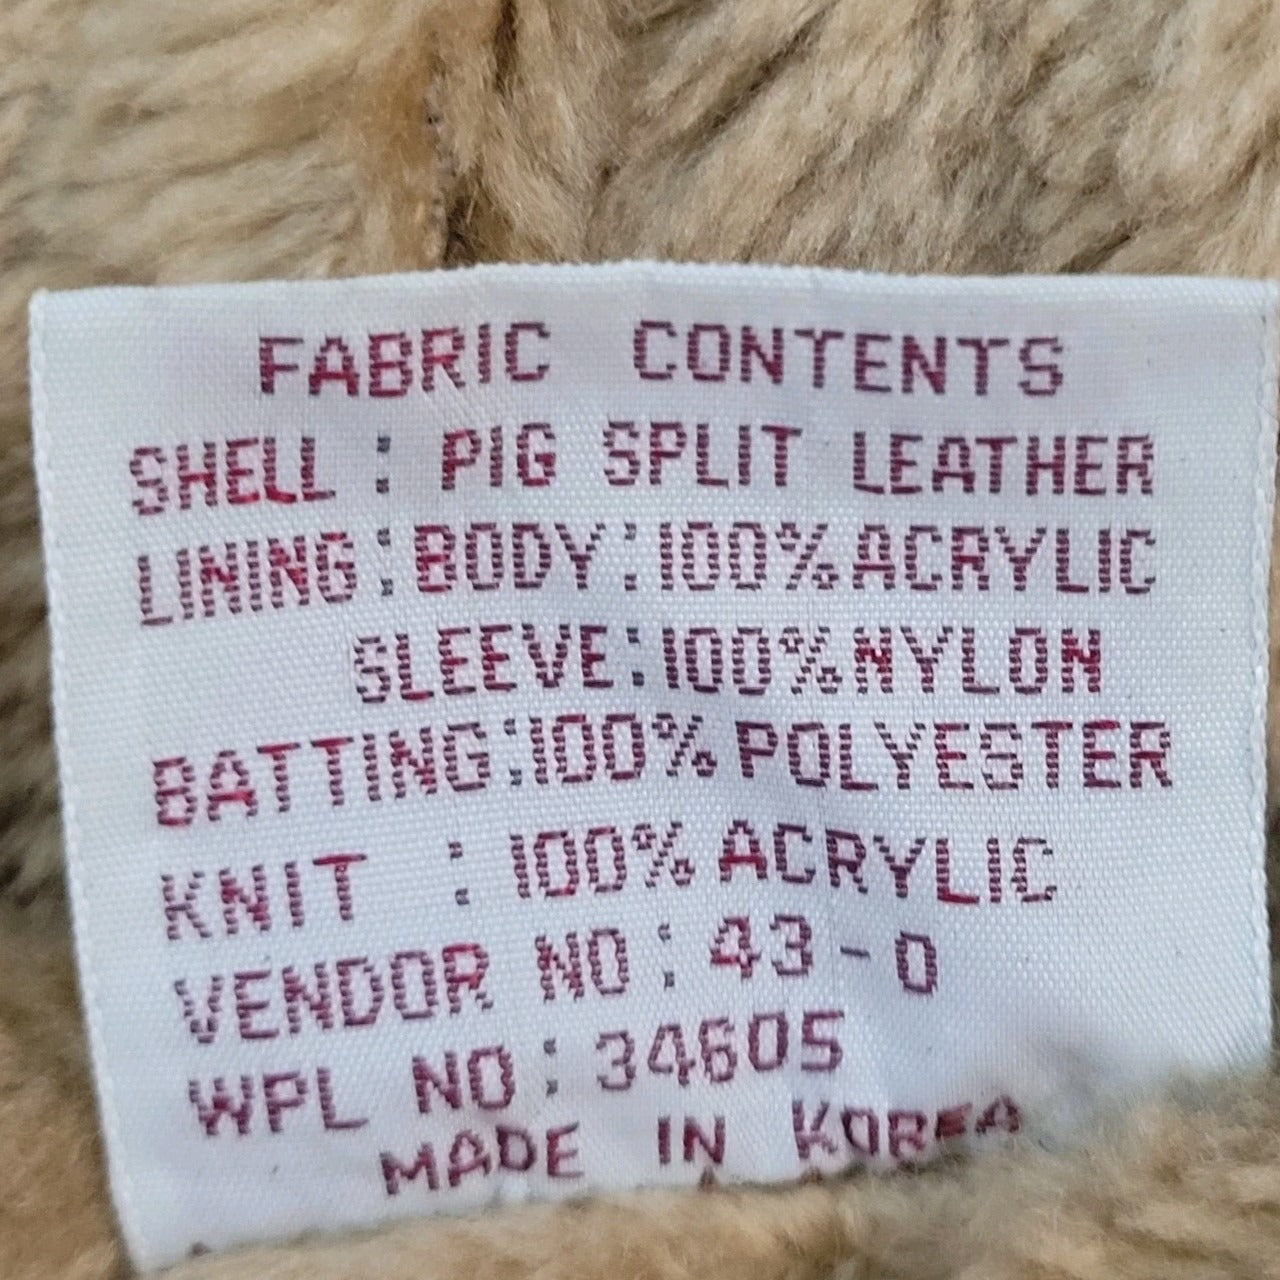 FABRIC CONTENTS
SHELL : PIG SPLIT LEATHER
LINING : BODY : 100% ACRYLIC
SLEEVE : 100% NYLON
BATTING : 100% POLYESTER
KNIT : 100% ACRYLIC
VENDOR NO : 43-0
WPL NO : 34605
MADE IN KOREA